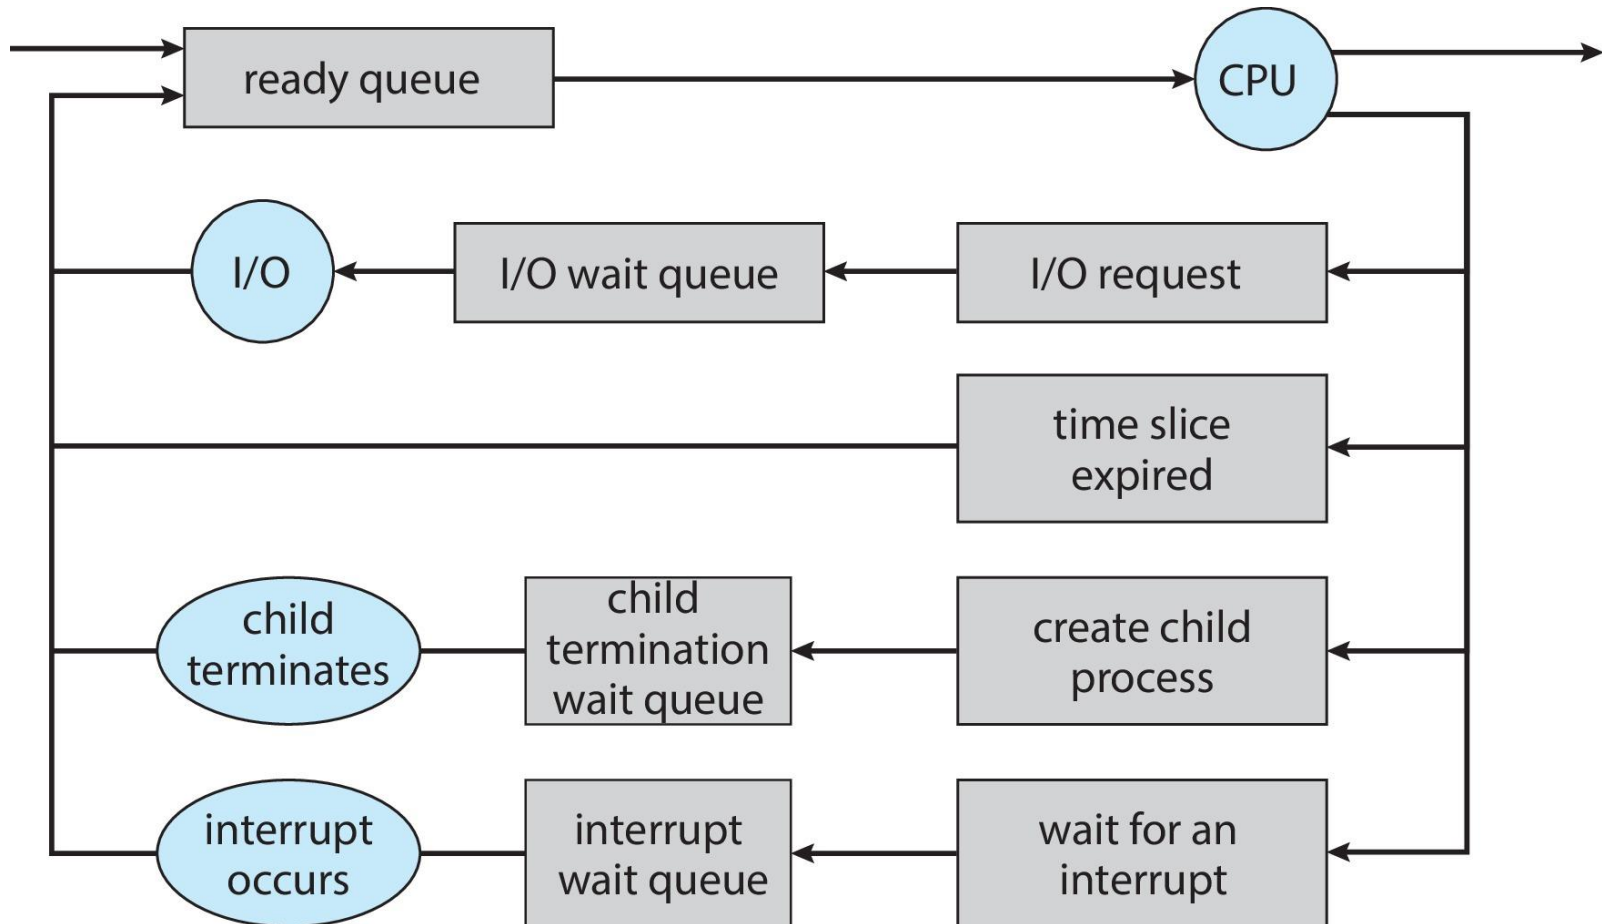 ready queue
CPU
I/O
I/O wait queue
I/O request
time slice
expired
child
terminates
child
termination
wait queue
create child
process
interrupt
occurs
interrupt
wait queue
wait for an
interrupt